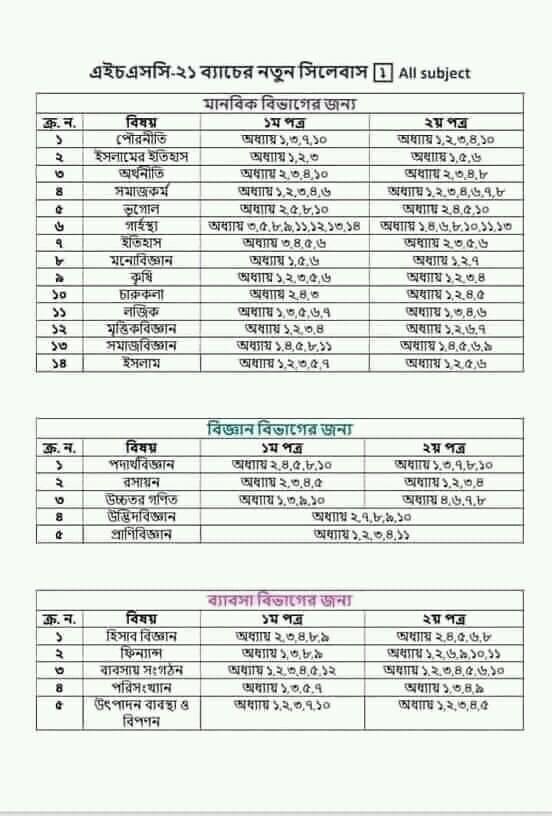 এইচএসসি-২১ ব্যাচের নতুন সিলেবাস ১ All subject
মানবিক বিভাগের জন্য
ক্র. ন. বিষয় ১ম পত্র ২য় পত্র
১ পৌরনীতি অধ্যায় ১,৩,৭,১০ অধ্যায় ১,২,৩,৪,১০
২ ইসলামের ইতিহাস অধ্যায় ১,২,৩ অধ্যায় ১,৫,৬
৩ অর্থনীতি অধ্যায় ২,৩,৪,১০ অধ্যায় ২,৩,৪,৮
৪ সমাজকর্ম অধ্যায় ১,২,৩,৪,৬ অধ্যায় ১,২,৩,৪,৬,৭,৮
৫ ভূগোল অধ্যায় ২,৫,৮,১০ অধ্যায় ২,৪,৫,১০
৬ গার্হস্থ্য অধ্যায় ৩,৫,৮,৯,১১,১২,১৩,১৪ অধ্যায় ১,৪,৬,৮,১০,১১,১৩
৭ ইতিহাস অধ্যায় ৩,৪,৫,৬ অধ্যায় ২,৩,৫,৬
৮ মনোবিজ্ঞান অধ্যায় ১,৫,৬ অধ্যায় ১,২,৭
৯ কৃষি অধ্যায় ১,২,৩,৫,৬ অধ্যায় ১,২,৩,৪
১০ চারুকলা অধ্যায় ২,৪,৩ অধ্যায় ১,২,৪,৫
১১ লজিক অধ্যায় ১,৩,৫,৬,৭ অধ্যায় ১,৩,৪,৬
১২ মৃত্তিকবিজ্ঞান অধ্যায় ১,২,৩,৪ অধ্যায় ১,২,৬,৭
১৩ সমাজবিজ্ঞান অধ্যায় ১,৪,৫,৮,১১ অধ্যায় ১,৪,৫,৬,৯
১৪ ইসলাম অধ্যায় ১,২,৩,৫,৭ অধ্যায় ১,২,৫,৬
বিজ্ঞান বিভাগের জন্য
ক্র. ন. বিষয় ১ম পত্র ২য় পত্র
১ পদার্থবিজ্ঞান অধ্যায় ২,৪,৫,৮,১০ অধ্যায় ১,৩,৭,৮,১০
২ রসায়ন অধ্যায় ২,৩,৪,৫ অধ্যায় ১,২,৩,৪
৩ উচ্চতর গণিত অধ্যায় ১,৩,৯,১০ অধ্যায় ৪,৬,৭,৮
৪ উদ্ভিদবিজ্ঞান অধ্যায় ২,৭,৮,৯,১০
৫ প্রাণিবিজ্ঞান অধ্যায় ১,২,৩,৪,১১
ব্যাবসা বিভাগের জন্য
ক্র. ন. বিষয় ১ম পত্র ২য় পত্র
১ হিসাব বিজ্ঞান অধ্যায় ২,৩,৪,৮,৯ অধ্যায় ২,৪,৫,৬,৮
২ ফিন্যান্স অধ্যায় ১,৩,৮,৯ অধ্যায় ১,২,৬,৯,১০,১১
৩ ব্যবসায় সংগঠন অধ্যায় ১,২,৩,৪,৫,১২ অধ্যায় ১,২,৩,৪,৫,৬,১০
৪ পরিসংখ্যান অধ্যায় ১,৩,৫,৭ অধ্যায় ১,৩,৪,৯
৫ উৎপাদন ব্যবস্থা ও অধ্যায় ১,২,৩,৭,১০ অধ্যায় ১,২,৩,৪,৫
বিপণন